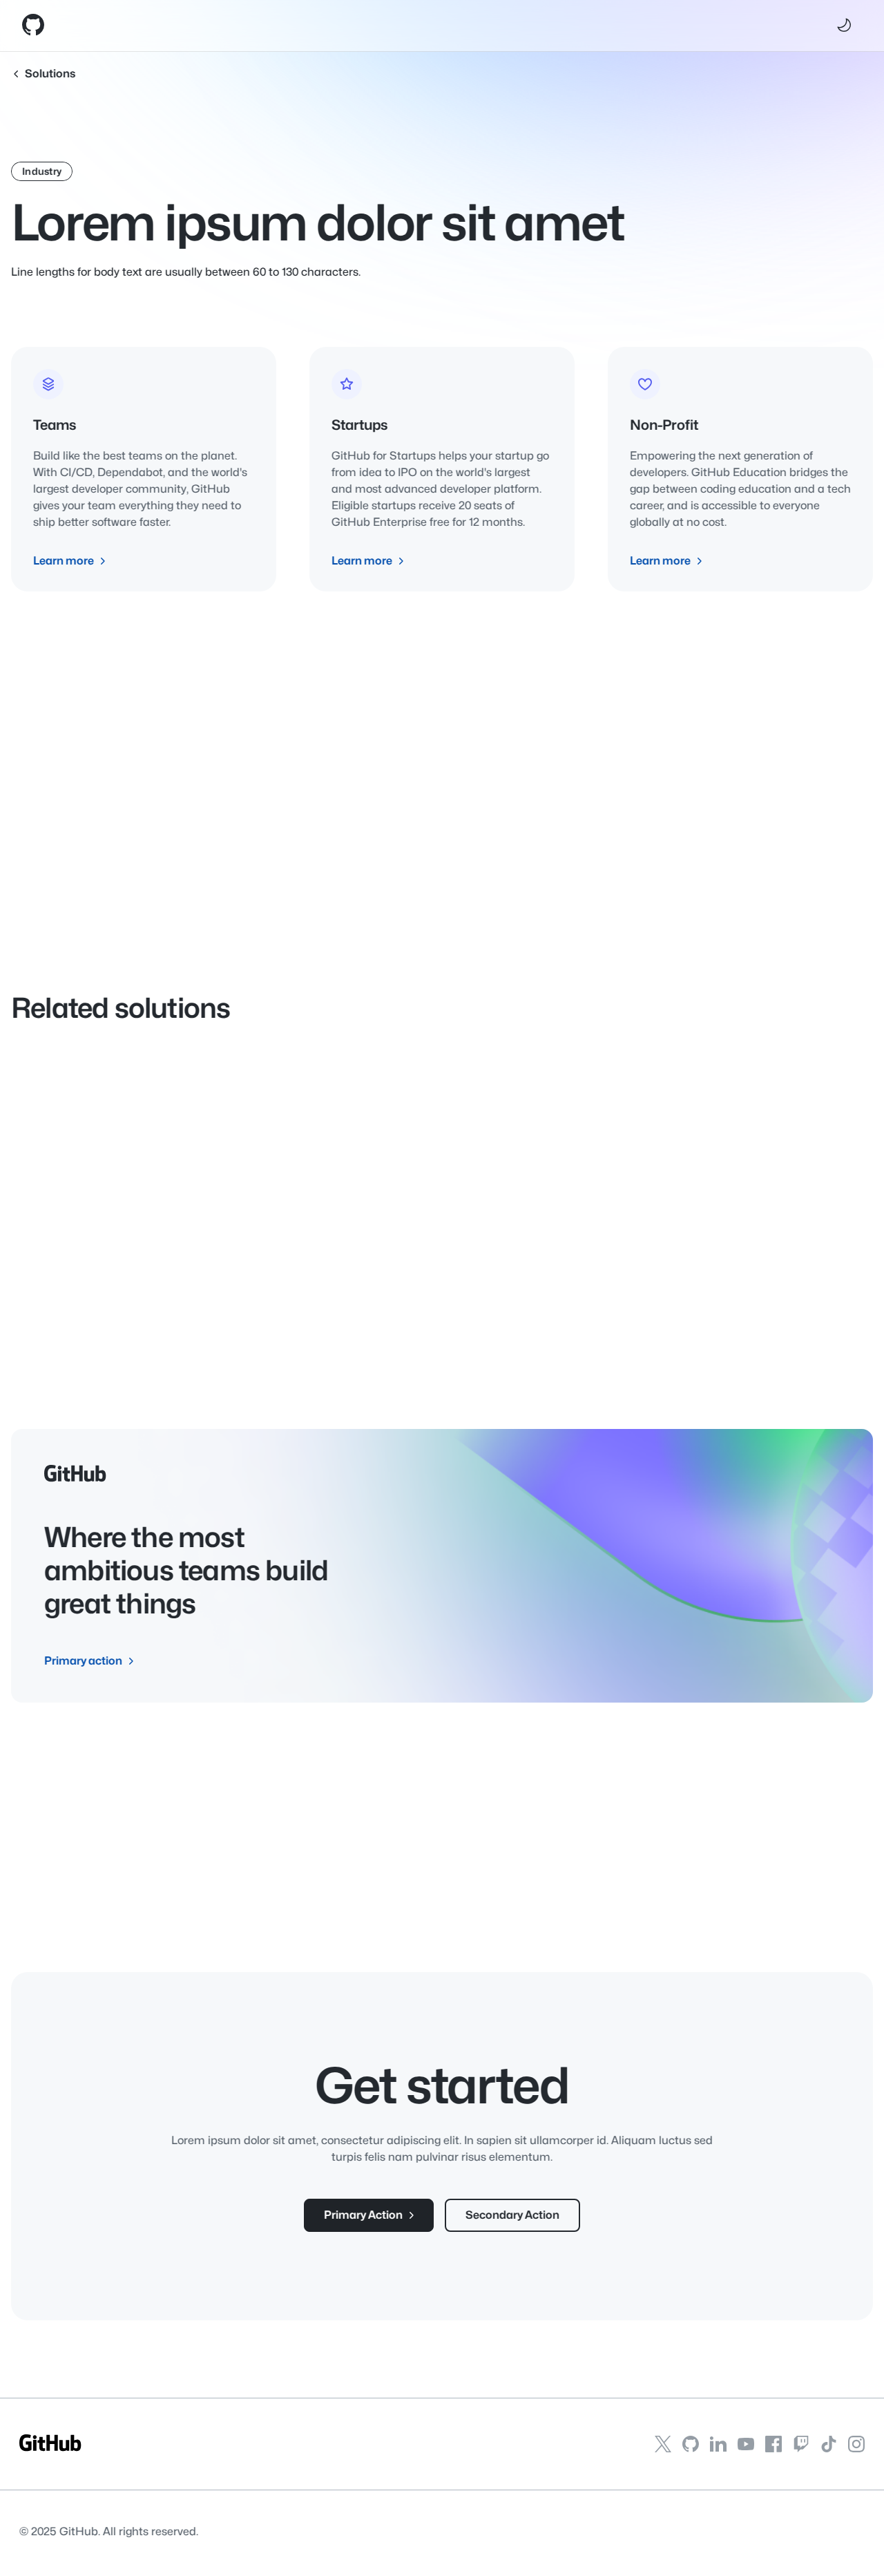 Solutions
Industry
Lorem ipsum dolor sit amet
Line lengths for body text are usually between 60 to 130 characters.
Teams
Build like the best teams on the planet.
With CI/CD, Dependabot, and the world's
largest developer community, GitHub
gives your team everything they need to
ship better software faster.
Learn more
Startups
GitHub for Startups helps your startup go
from idea to IPO on the world's largest
and most advanced developer platform.
Eligible startups receive 20 seats of
GitHub Enterprise free for 12 months.
Learn more
Non-Profit
Empowering the next generation of
developers. GitHub Education bridges the
gap between coding education and a tech
career, and is accessible to everyone
globally at no cost.
Learn more
Related solutions
GitHub
Where the most
ambitious teams build
great things
Primary action
Get started
Lorem ipsum dolor sit amet, consectetur adipiscing elit. In sapien sit ullamcorper id. Aliquam luctus sed
turpis felis nam pulvinar risus elementum.
Primary Action
Secondary Action
GitHub
© 2025 GitHub. All rights reserved.